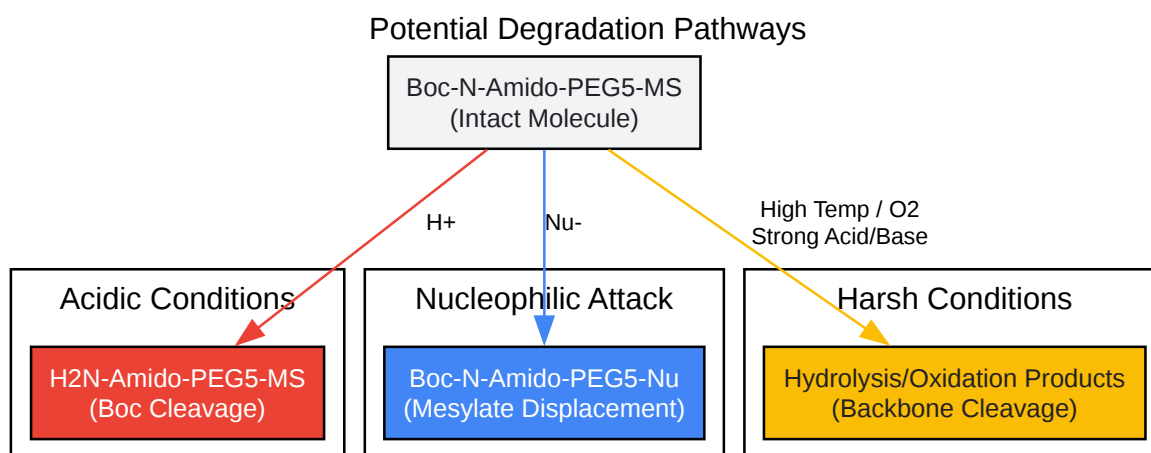 Potential Degradation Pathways
Boc-N-Amido-PEG5-MS
(Intact Molecule)
H+
Nu-
High Temp / O2
Strong Acid/Base
Acidic Conditions
H2N-Amido-PEG5-MS
(Boc Cleavage)
Nucleophilic Attack
Boc-N-Amido-PEG5-Nu
(Mesylate Displacement)
Harsh Conditions
Hydrolysis/Oxidation Products
(Backbone Cleavage)